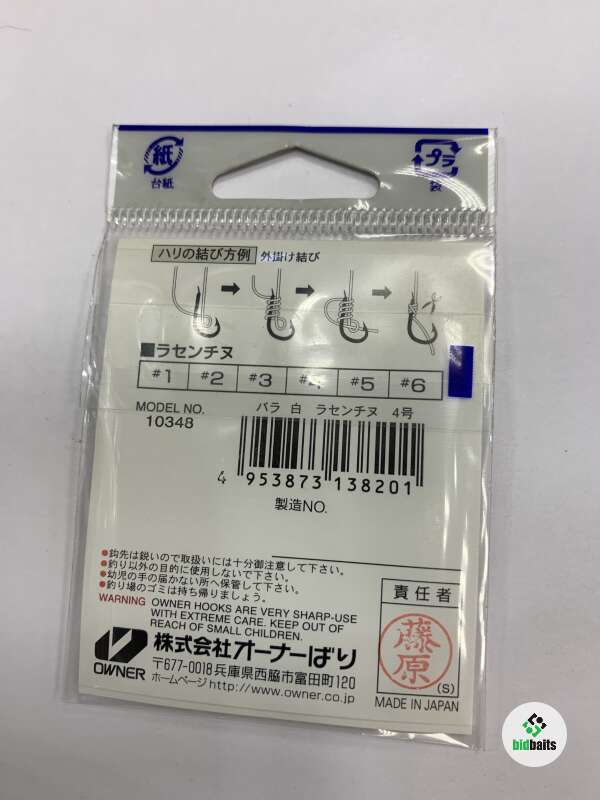 紙
台紙
プラ
袋
ハリの結び方例 外掛け結び
■ラセンチヌ
#1 #2 #3 #4 #5 #6
MODEL NO.
10348
バラ 白 ラセンチヌ 4号
4 953873 138201
製造NO.
●鈎先は鋭いので取扱いには十分御注意して下さい。
●釣り以外の目的に使用しないで下さい。
●幼児の手の届かない所へ保管して下さい。
●釣り場のゴミは持ち帰りましょう。
WARNING OWNER HOOKS ARE VERY SHARP-USE
WITH EXTREME CARE. KEEP OUT OF
REACH OF SMALL CHILDREN.
OWNER
株式会社オーナーばり
〒677-0018 兵庫県西脇市富田町120
ホームページ http://www.owner.co.jp
責任者
藤原
(S)
MADE IN JAPAN
bidbaits